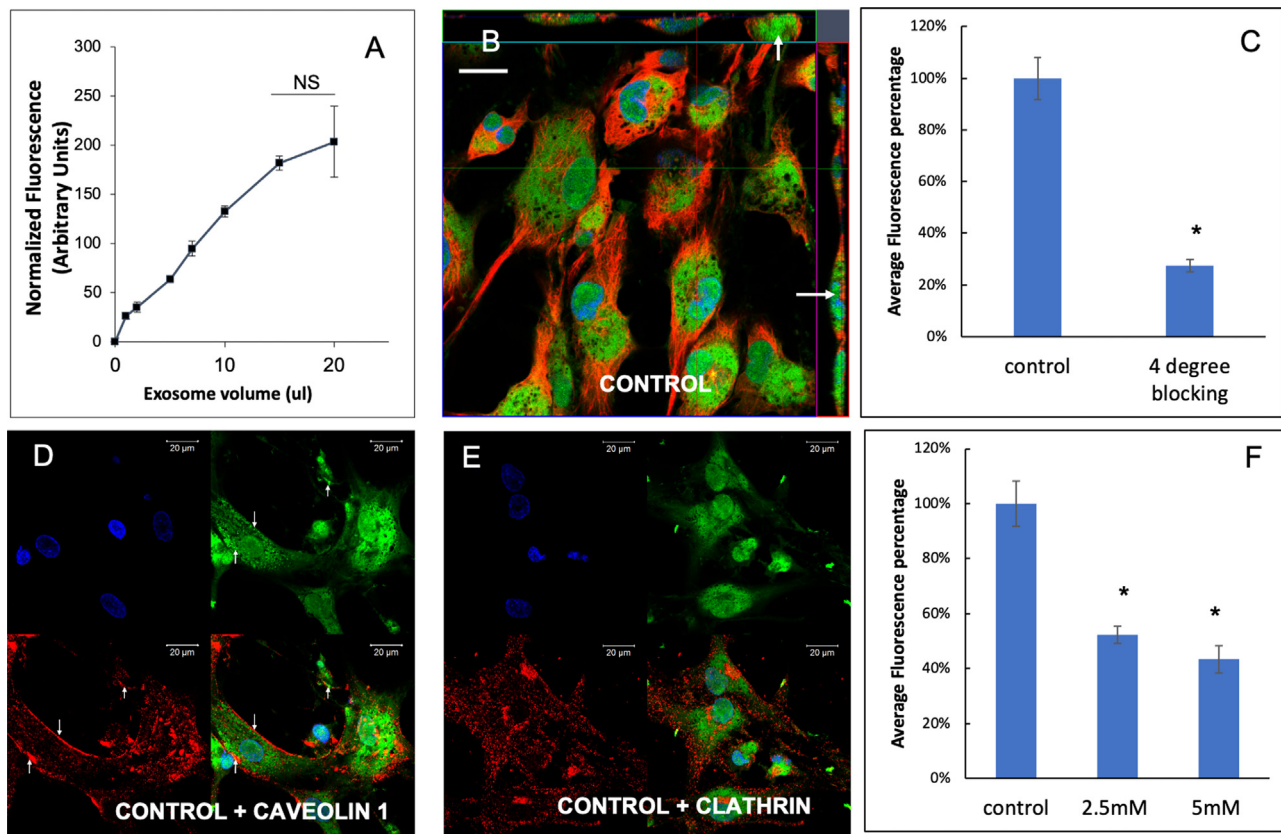 A
Normalized Fluorescence
(Arbitrary Units)
300
250
200
150
100
50
0
NS
0
10
20
Exosome volume (ul)
B
CONTROL
C
Average Fluorescence percentage
120%
100%
80%
60%
40%
20%
0%
*
control
4 degree
blocking
D
20 µm
20 µm
20 µm
20 µm
CONTROL + CAVEOLIN 1
E
20 µm
20 µm
20 µm
20 µm
CONTROL + CLATHRIN
F
Average Fluorescence percentage
120%
100%
80%
60%
40%
20%
0%
*
*
control
2.5mM
5mM